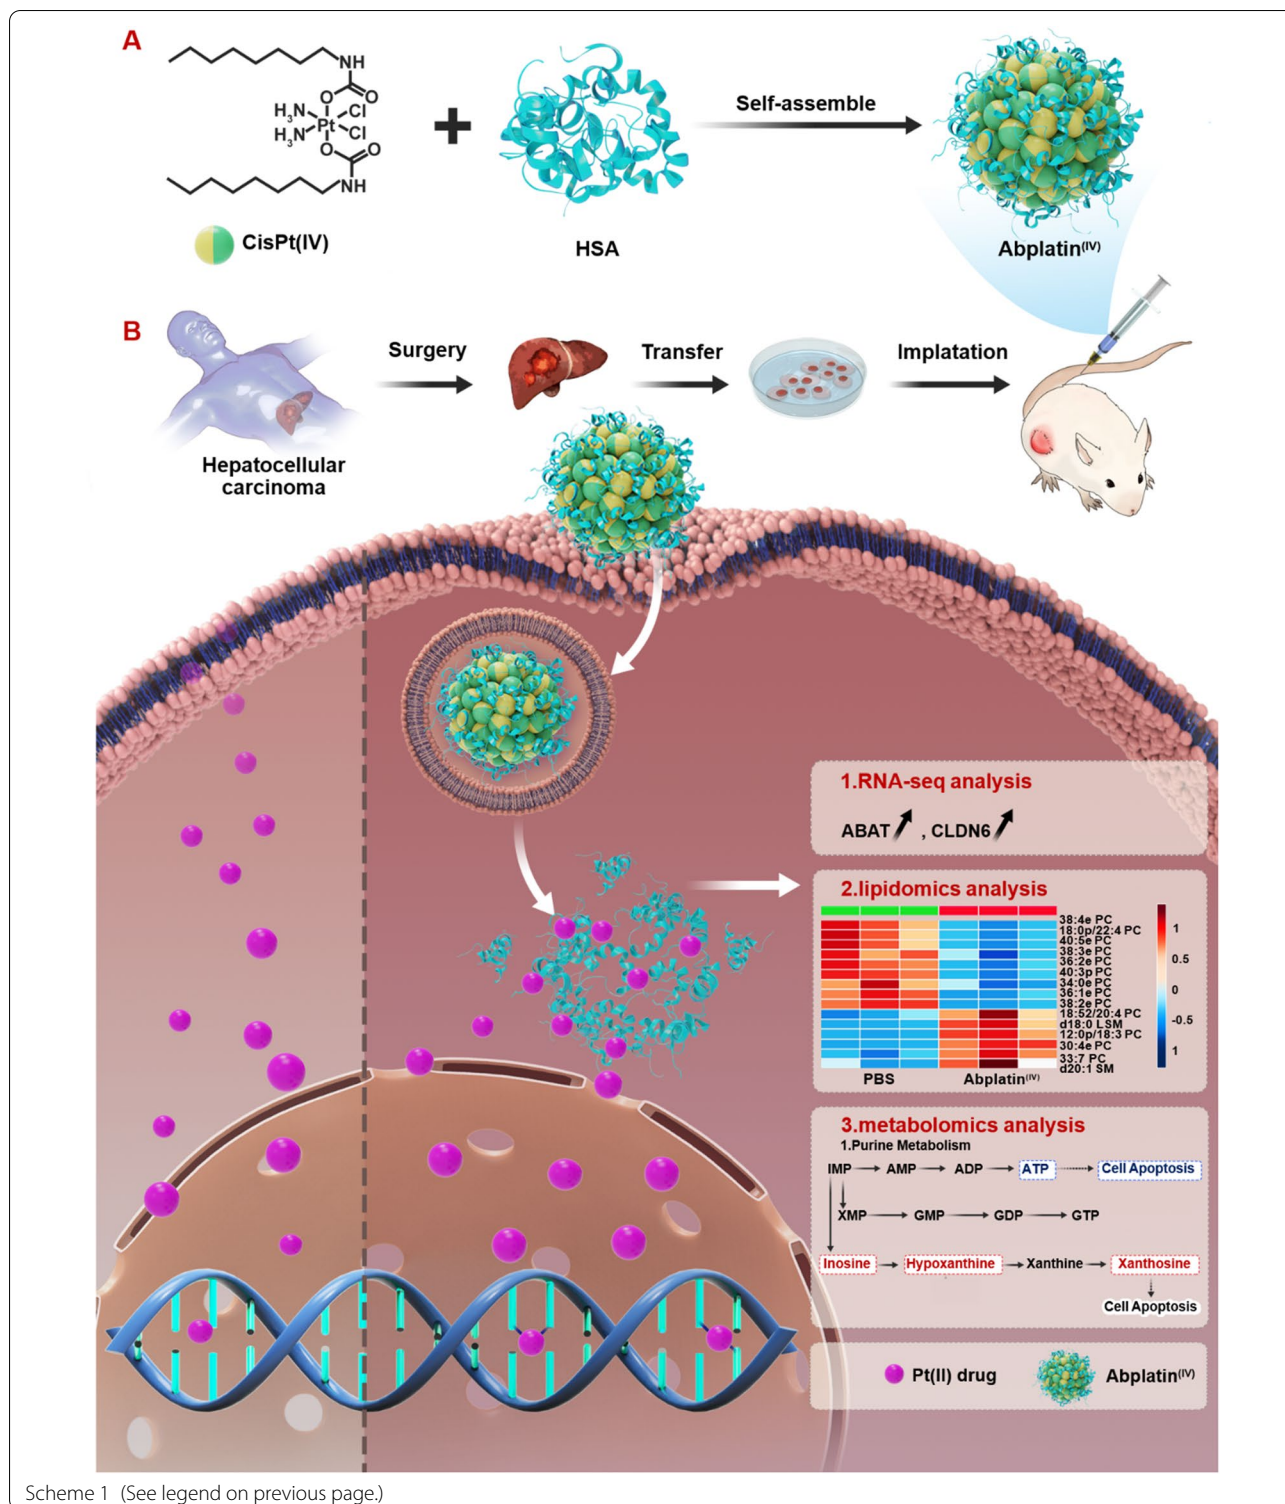 A
NH
O
O
H3N
Cl
Pt
H3N
Cl
O
O
NH
CisPt(IV)
HSA
Self-assemble
Abplatin(IV)
B
Hepatocellular
carcinoma
Surgery
Transfer
Implatation
1.RNA-seq analysis
ABAT , CLDN6
2.lipidomics analysis
38:4e PC
18:0p/22:4 PC
40:5e PC
38:3e PC
36:2e PC
40:3p PC
34:0e PC
36:1e PC
38:2e PC
18:52/20:4 PC
d18:0 LSM
12:0p/18:3 PC
30:4e PC
33:7 PC
d20:1 SM
1
0.5
0
-0.5
1
PBS
Abplatin(IV)
3.metabolomics analysis
1.Purine Metabolism
IMP AMP ADP ATP Cell Apoptosis
XMP GMP GDP GTP
Inosine Hypoxanthine Xanthine Xanthosine
Cell Apoptosis
Pt(II) drug
Abplatin(IV)
Scheme 1 (See legend on previous page.)